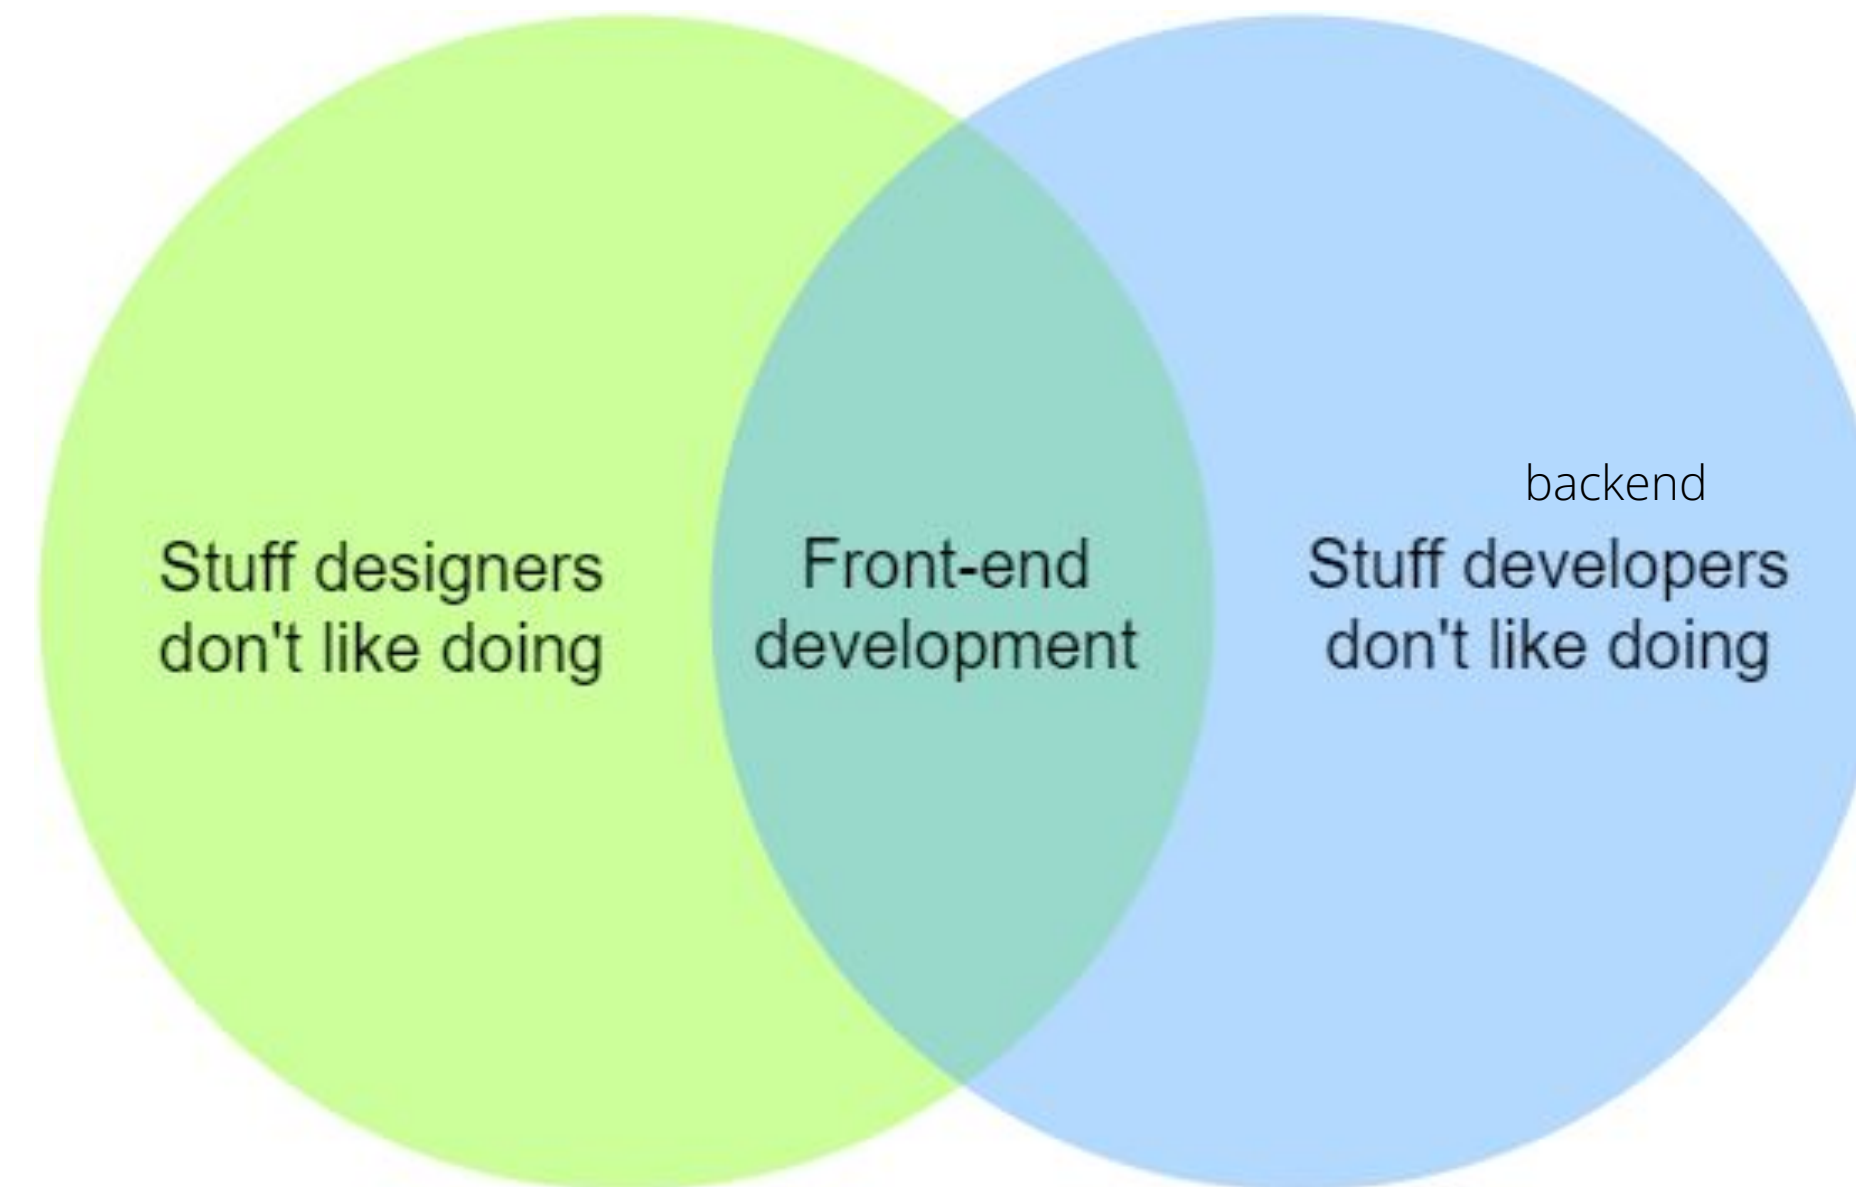 Stuff designers
don't like doing
Front-end
development
backend
Stuff developers
don't like doing